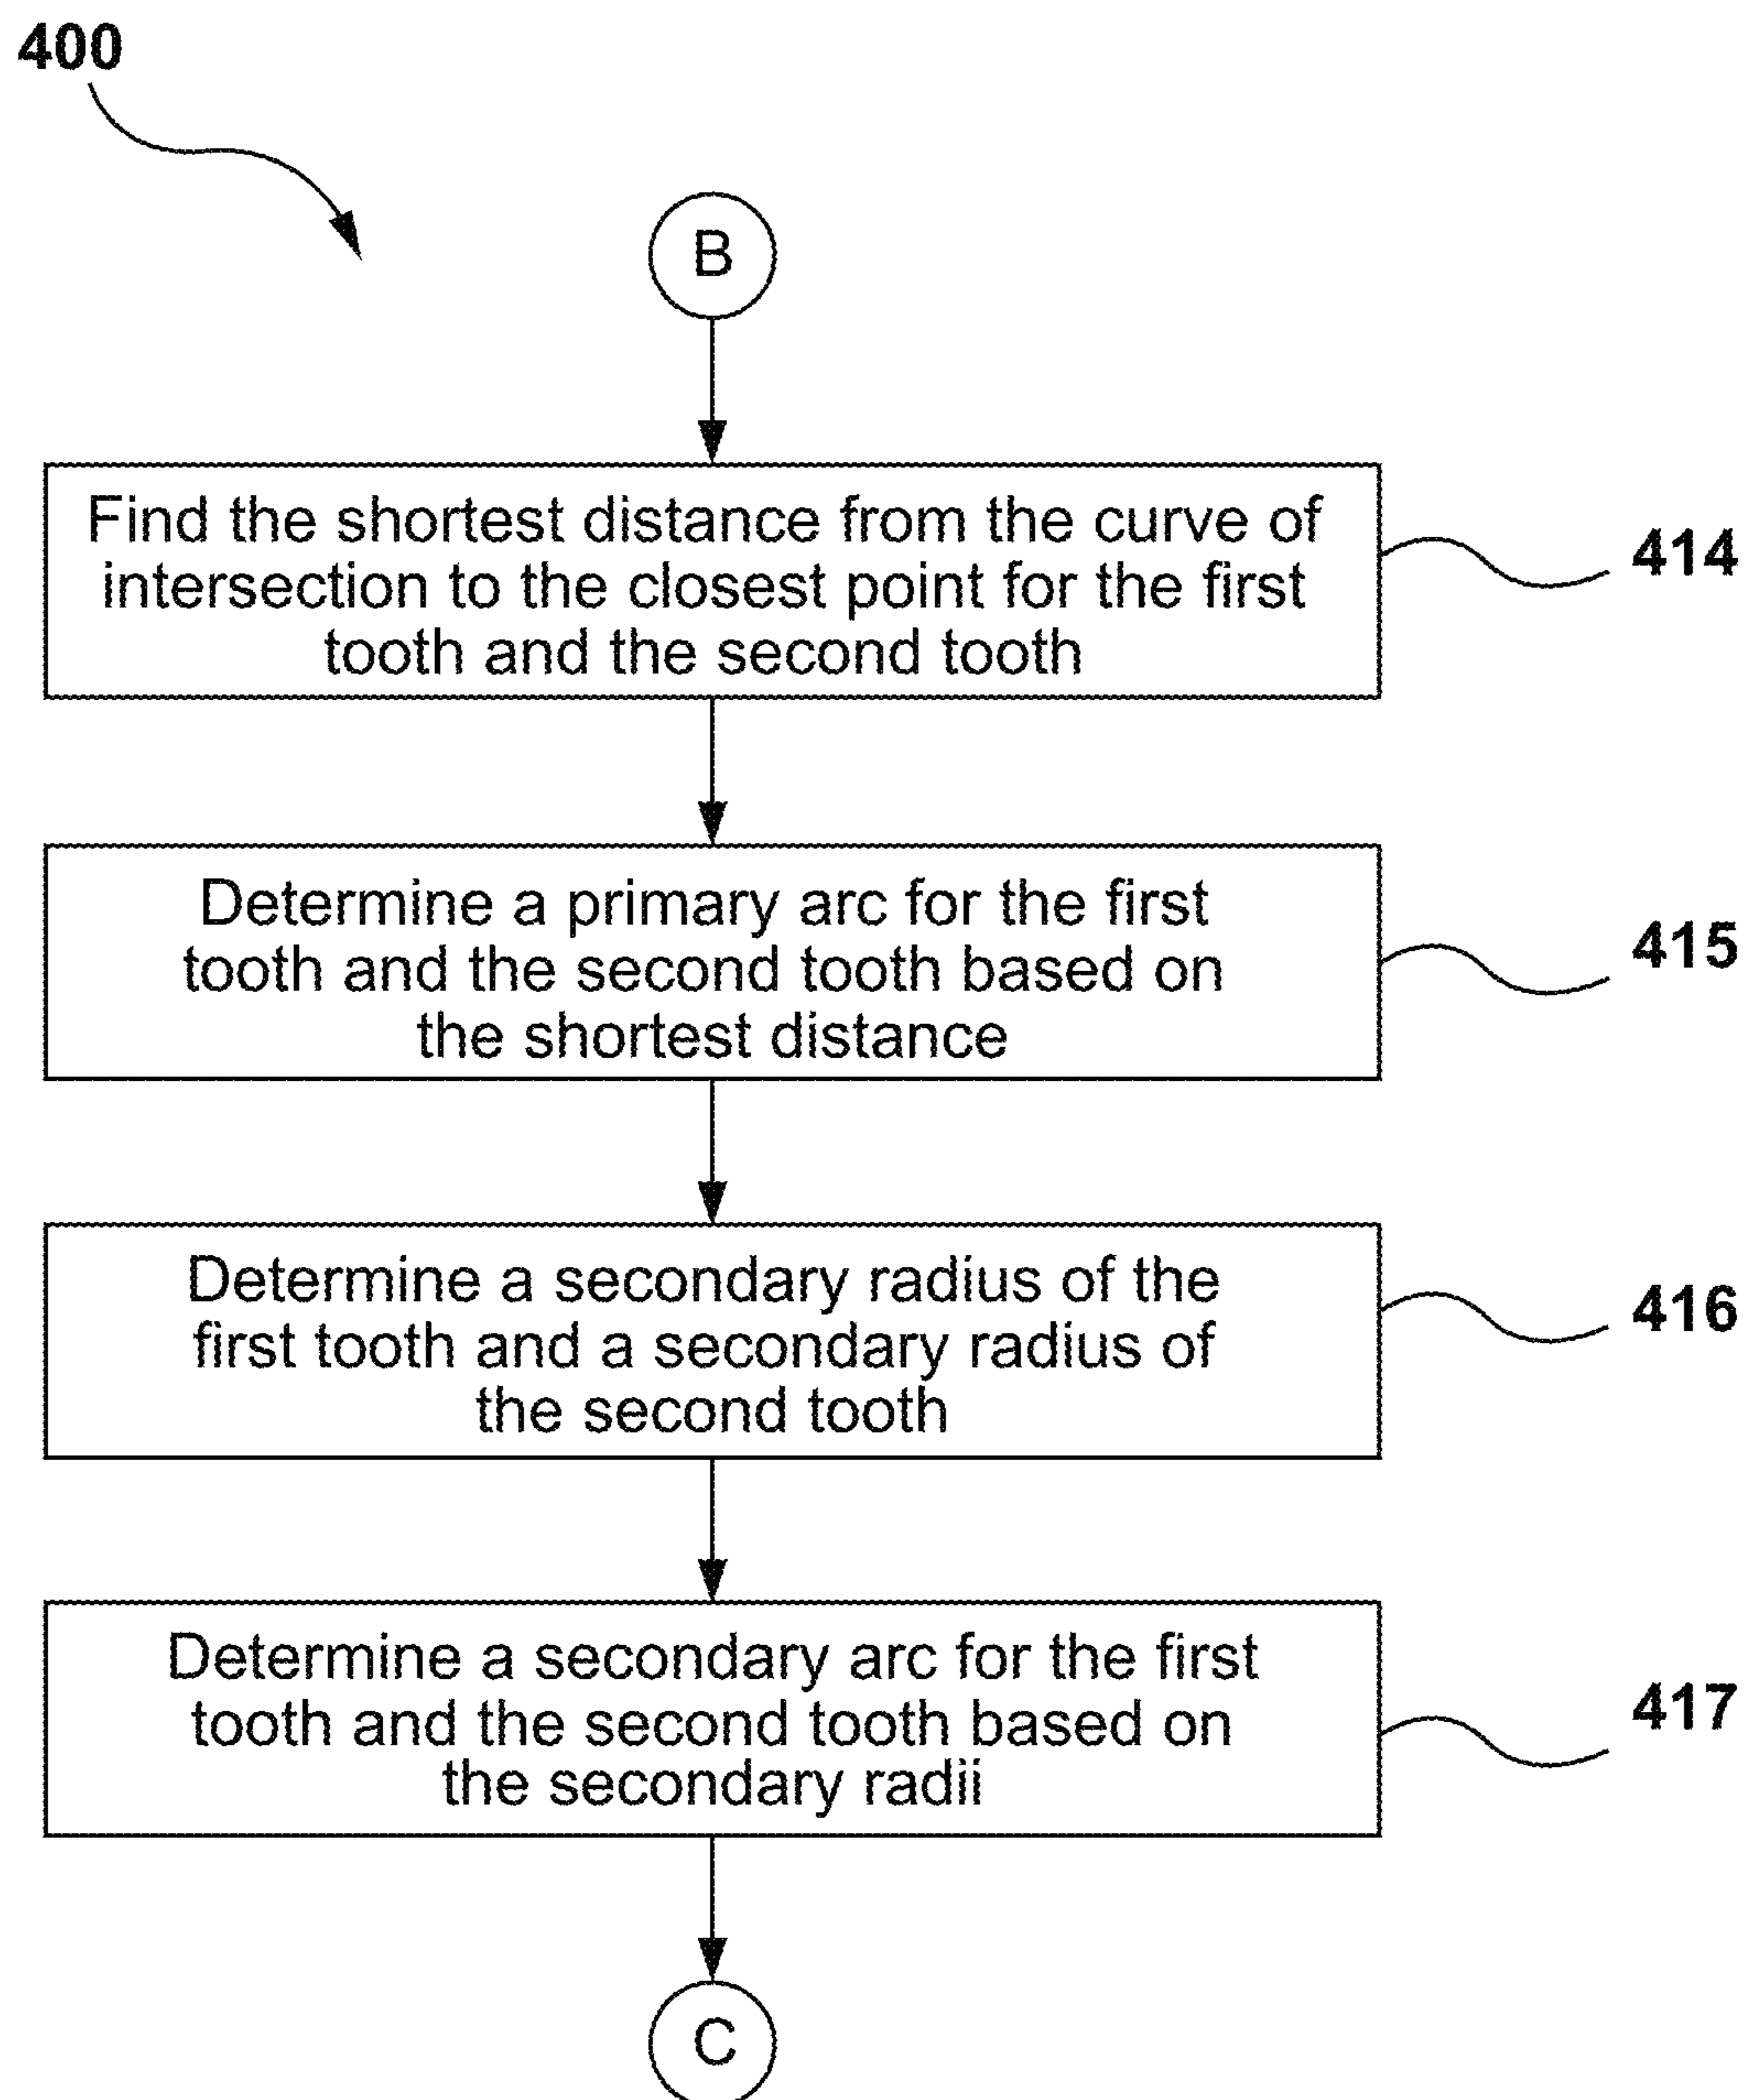 400
B
Find the shortest distance from the curve of
intersection to the closest point for the first
tooth and the second tooth
414
Determine a primary arc for the first
tooth and the second tooth based on
the shortest distance
415
Determine a secondary radius of the
first tooth and a secondary radius of
the second tooth
416
Determine a secondary arc for the first
tooth and the second tooth based on
the secondary radii
417
C